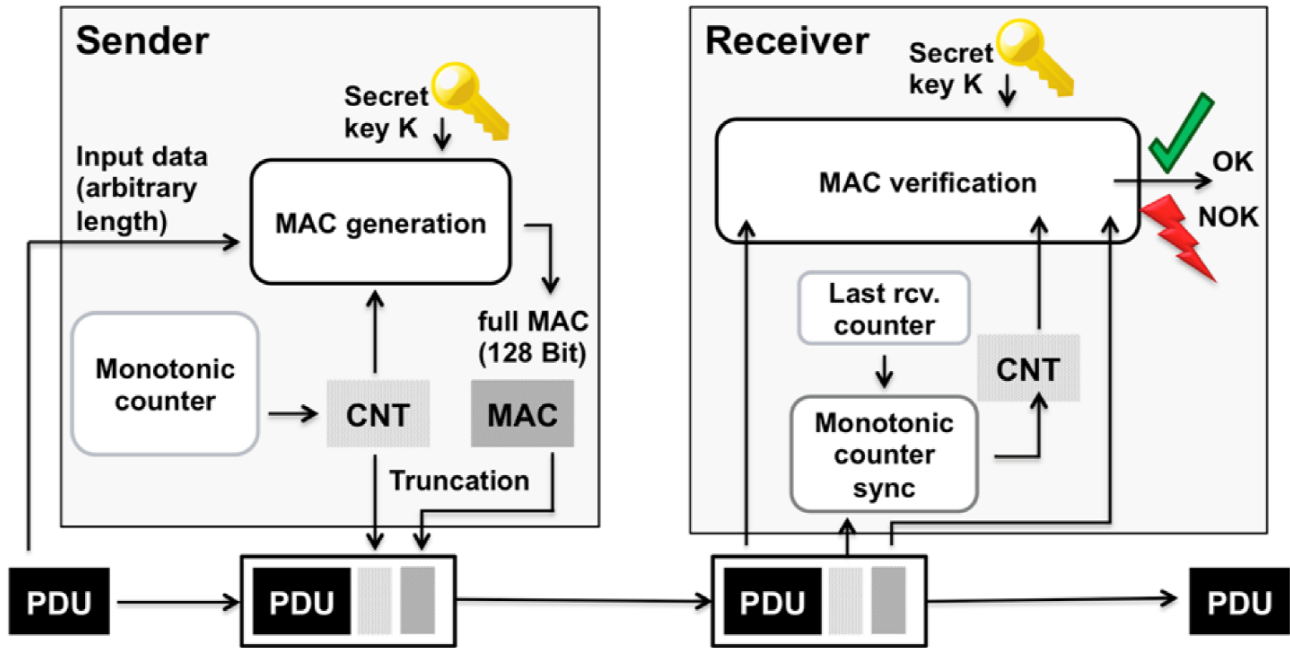 Sender
Secret
key K
Input data
(arbitrary
length)
MAC generation
full MAC
(128 Bit)
Monotonic
counter
CNT
MAC
Truncation
PDU
PDU
Receiver
Secret
key K
MAC verification
OK
NOK
Last rcv.
counter
CNT
Monotonic
counter
sync
PDU
PDU